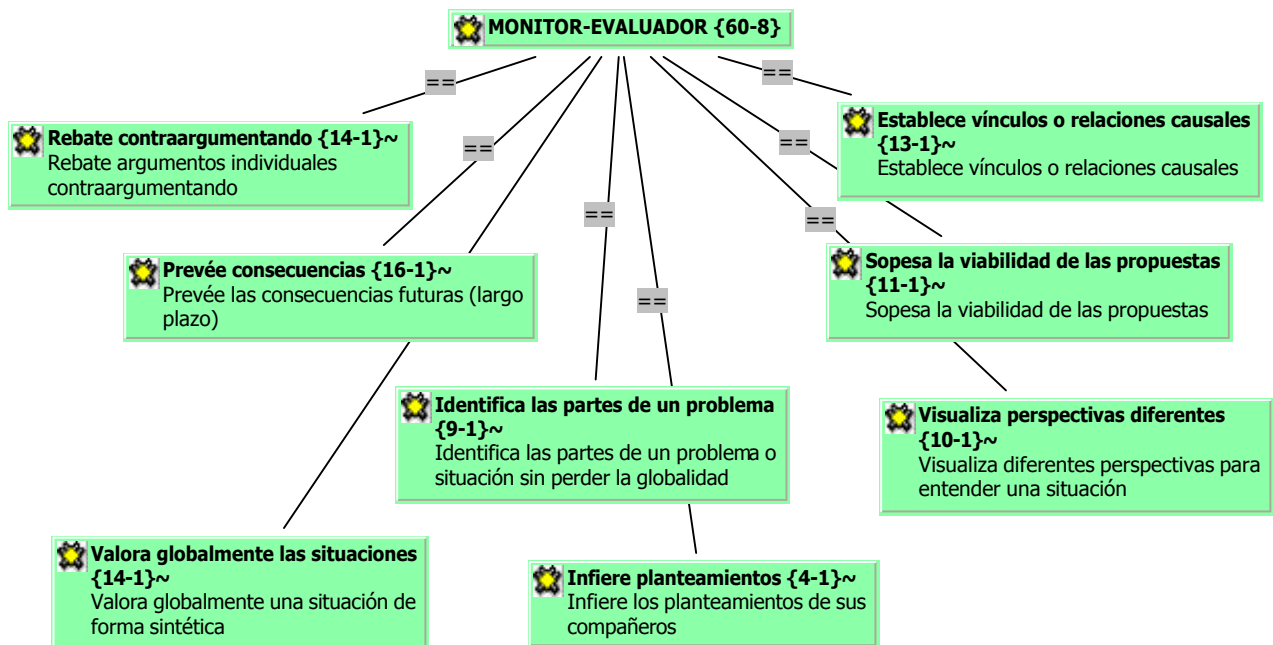 MONITOR-EVALUADOR {60-8}
==
==
Rebate contraargumentando {14-1}~
Rebate argumentos individuales
contraargumentando
Establece vínculos o relaciones causales
{13-1}~
Establece vínculos o relaciones causales
==
==
==
==
==
Prevée consecuencias {16-1}~
Prevée las consecuencias futuras (largo
plazo)
Sopesa la viabilidad de las propuestas
{11-1}~
Sopesa la viabilidad de las propuestas
Identifica las partes de un problema
{9-1}~
Identifica las partes de un problema o
situación sin perder la globalidad
Visualiza perspectivas diferentes
{10-1}~
Visualiza diferentes perspectivas para
entender una situación
Valora globalmente las situaciones
{14-1}~
Valora globalmente una situación de
forma sintética
Infiere planteamientos {4-1}~
Infiere los planteamientos de sus
compañeros